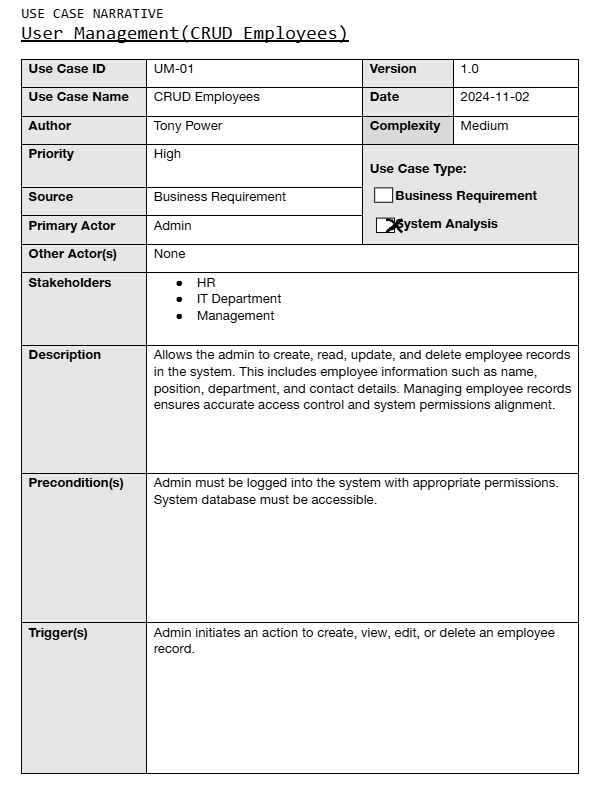 USE CASE NARRATIVE
User Management(CRUD Employees)
Use Case ID UM-01 Version 1.0
Use Case Name CRUD Employees Date 2024-11-02
Author Tony Power Complexity Medium
Priority High
Use Case Type:
Source Business Requirement
Business Requirement
Primary Actor Admin
System Analysis
Other Actor(s) None
Stakeholders
● HR
● IT Department
● Management
Description Allows the admin to create, read, update, and delete employee records
in the system. This includes employee information such as name,
position, department, and contact details. Managing employee records
ensures accurate access control and system permissions alignment.
Precondition(s) Admin must be logged into the system with appropriate permissions.
System database must be accessible.
Trigger(s) Admin initiates an action to create, view, edit, or delete an employee
record.